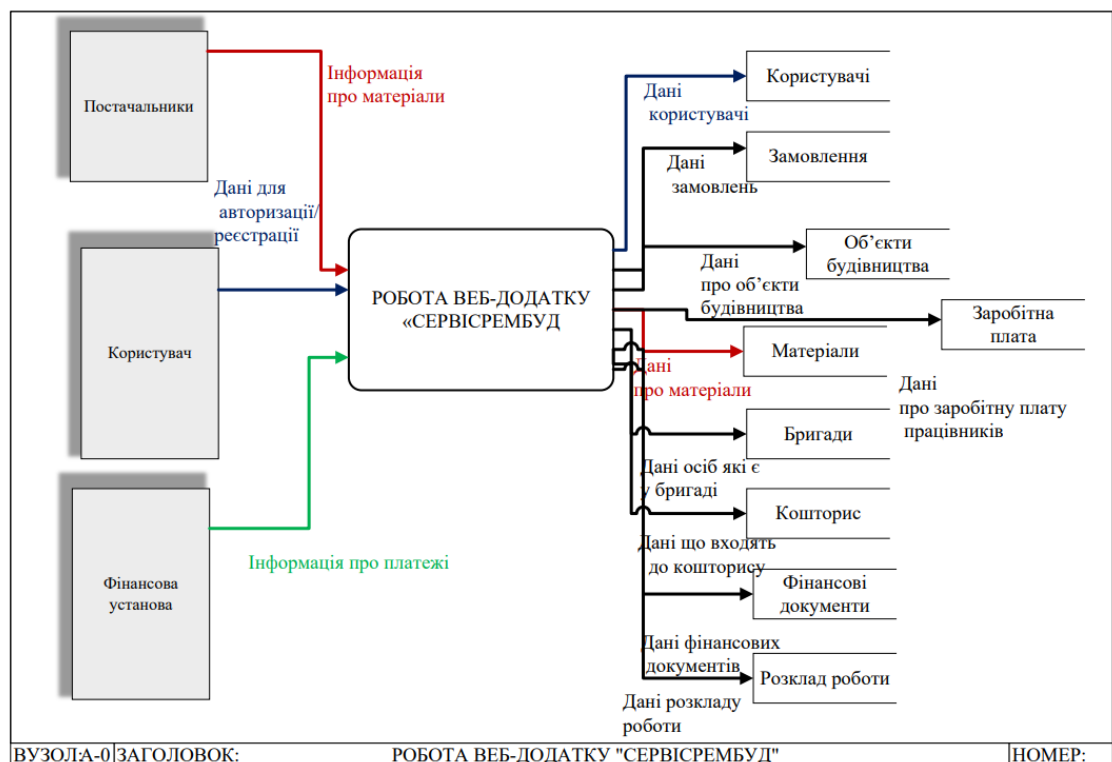 Постачальники
Інформація
про матеріали
Дані для
авторизації/
реєстрації
Користувач
Фінансова
установа
Інформація про платежі
РОБОТА ВЕБ-ДОДАТКУ
«СЕРВІСРЕМБУД
Дані
користувачі
Користувачі
Дані
замовлень
Замовлення
Дані
про об’єкти
будівництва
Об’єкти
будівництва
Заробітна
плата
Дані
про заробітну плату
працівників
Дані
про матеріали
Матеріали
Бригади
Дані осіб які є
у бригаді
Кошторис
Дані що входять
до кошторису
Фінансові
документи
Дані фінансових
документів
Розклад роботи
Дані розкладу
роботи
ВУЗОЛ:А-0 ЗАГОЛОВОК: РОБОТА ВЕБ-ДОДАТКУ "СЕРВІСРЕМБУД" НОМЕР: